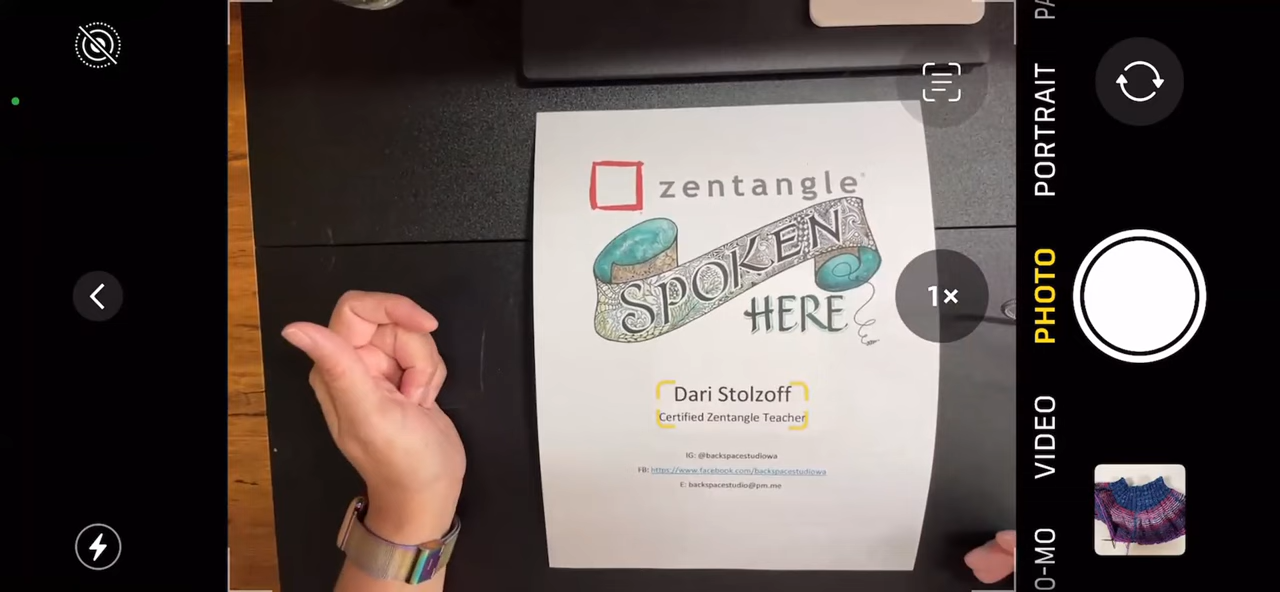 zentangle®
SPOKEN
HERE
Dari Stolzoff
Certified Zentangle Teacher
IG: @backspacestudiowa
FB: https://www.facebook.com/backspacestudiowa
E: backspacestudio@pm.me
1×
PORTRAIT
PHOTO
VIDEO
O-MO
PA